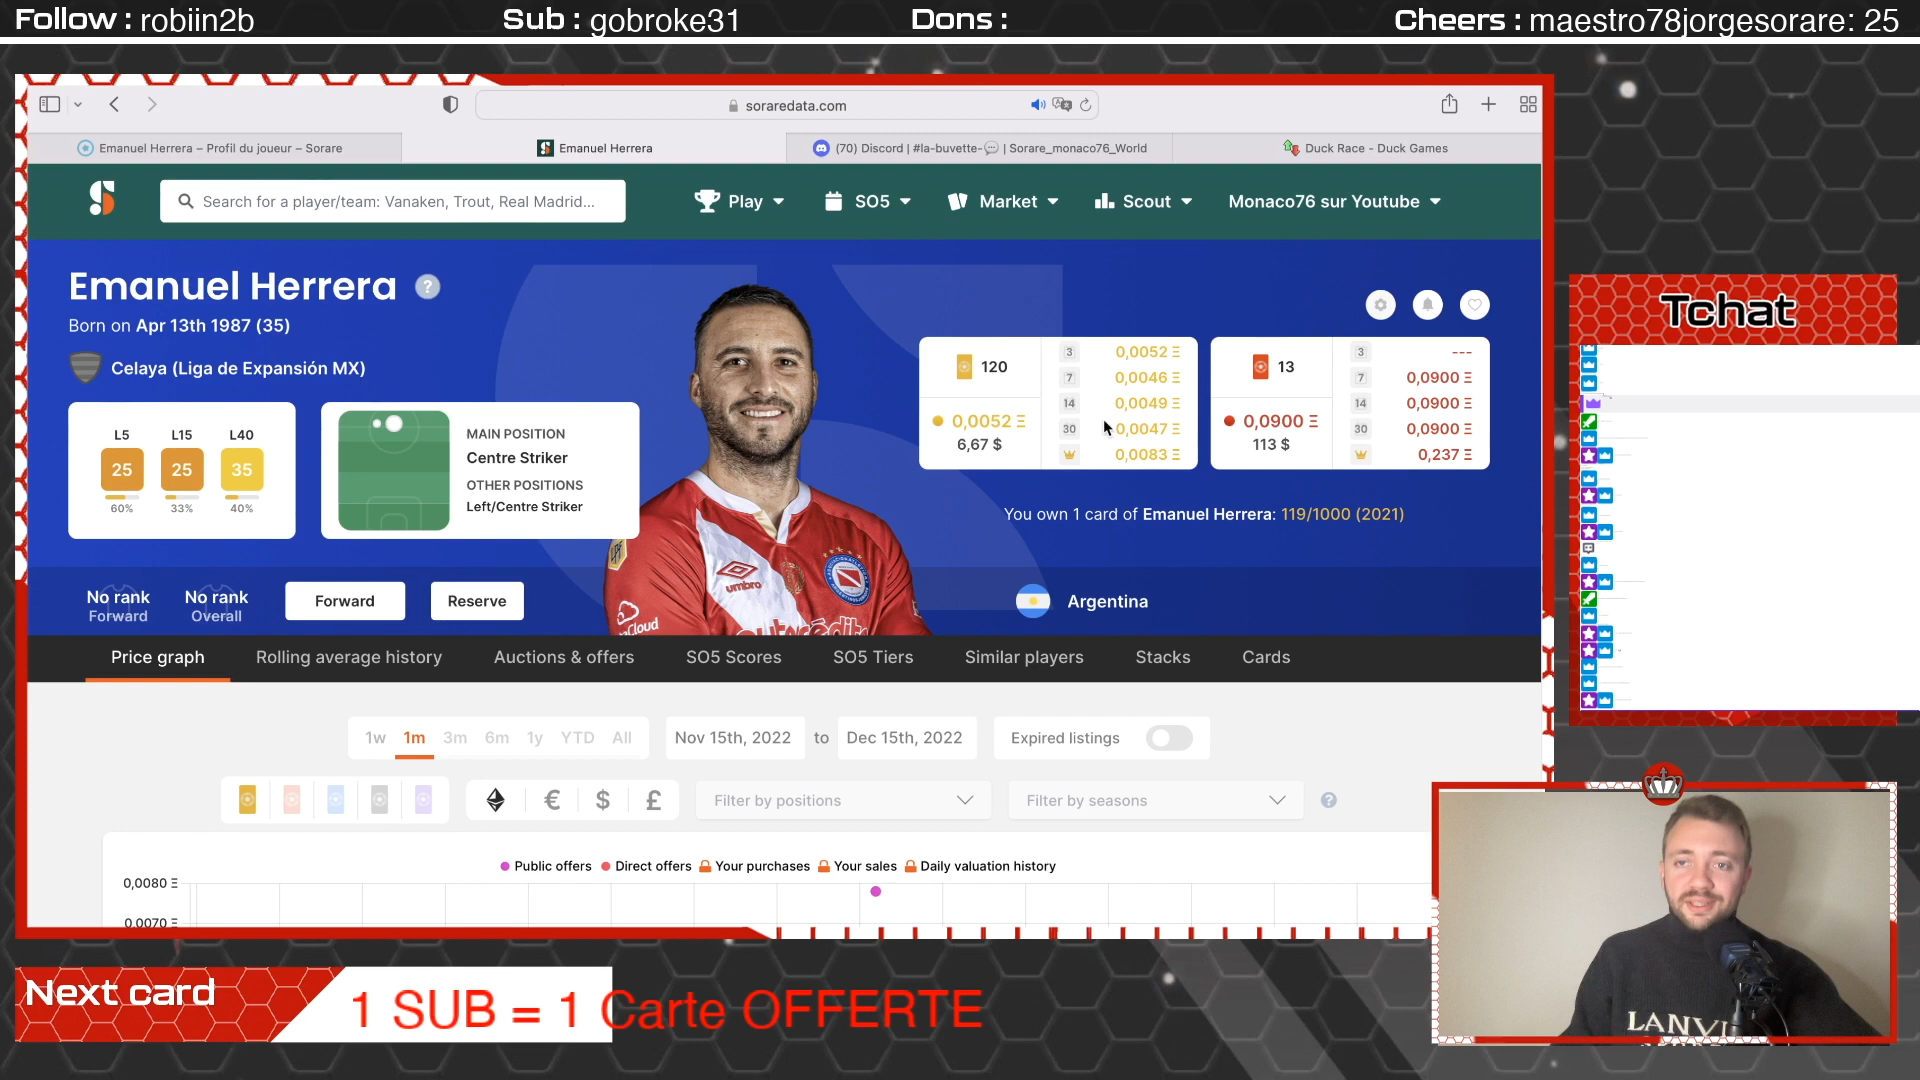 Follow : robiin2b
Sub : gobroke31
Dons :
Cheers : maestro78jorgesorare: 25
soraredata.com
Emanuel Herrera – Profil du joueur – Sorare
Emanuel Herrera
(70) Discord | #la-buvette-💬 | Sorare_monaco76_World
Duck Race - Duck Games
Search for a player/team: Vanaken, Trout, Real Madrid...
Play
SO5
Market
Scout
Monaco76 sur Youtube
Emanuel Herrera
?
Born on Apr 13th 1987 (35)
Celaya (Liga de Expansión MX)
L5
L15
L40
25
25
35
60%
33%
40%
MAIN POSITION
Centre Striker
OTHER POSITIONS
Left/Centre Striker
120
0,0052 Ξ
6,67 $
3 0,0052 Ξ
7 0,0046 Ξ
14 0,0049 Ξ
30 0,0047 Ξ
0,0083 Ξ
13
0,0900 Ξ
113 $
3 ---
7 0,0900 Ξ
14 0,0900 Ξ
30 0,0900 Ξ
0,237 Ξ
You own 1 card of Emanuel Herrera: 119/1000 (2021)
No rank
Forward
No rank
Overall
Forward
Reserve
Argentina
umbro
Price graph
Rolling average history
Auctions & offers
SO5 Scores
SO5 Tiers
Similar players
Stacks
Cards
1w
1m
3m
6m
1y
YTD
All
Nov 15th, 2022
to
Dec 15th, 2022
Expired listings
€
$
£
Filter by positions
Filter by seasons
?
Public offers
Direct offers
Your purchases
Your sales
Daily valuation history
0,0080 Ξ
0,0070 Ξ
Tchat
Next card
1 SUB = 1 Carte OFFERTE